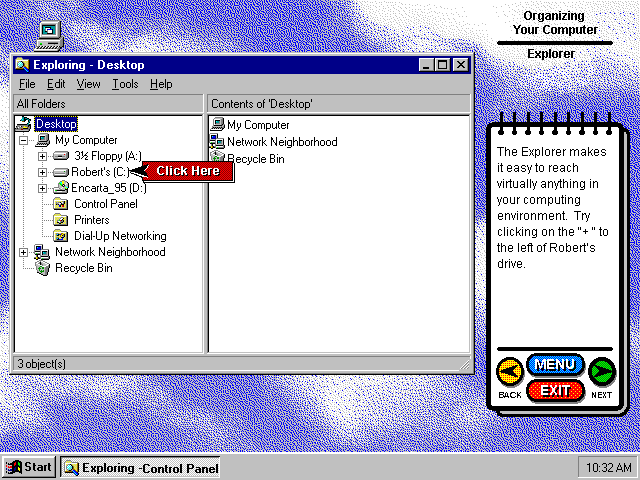 Organizing
Your Computer
Explorer
Exploring - Desktop
File Edit View Tools Help
All Folders
Contents of 'Desktop'
Desktop
My Computer
3½ Floppy (A:)
Robert's (C:)
Encarta_95 (D:)
Control Panel
Printers
Dial-Up Networking
Network Neighborhood
Recycle Bin
Click Here
My Computer
Network Neighborhood
Recycle Bin
3 object(s)
The Explorer makes
it easy to reach
virtually anything in
your computing
environment. Try
clicking on the "+" to
the left of Robert's
drive.
MENU
EXIT
BACK
NEXT
Start
Exploring -Control Panel
10:32 AM